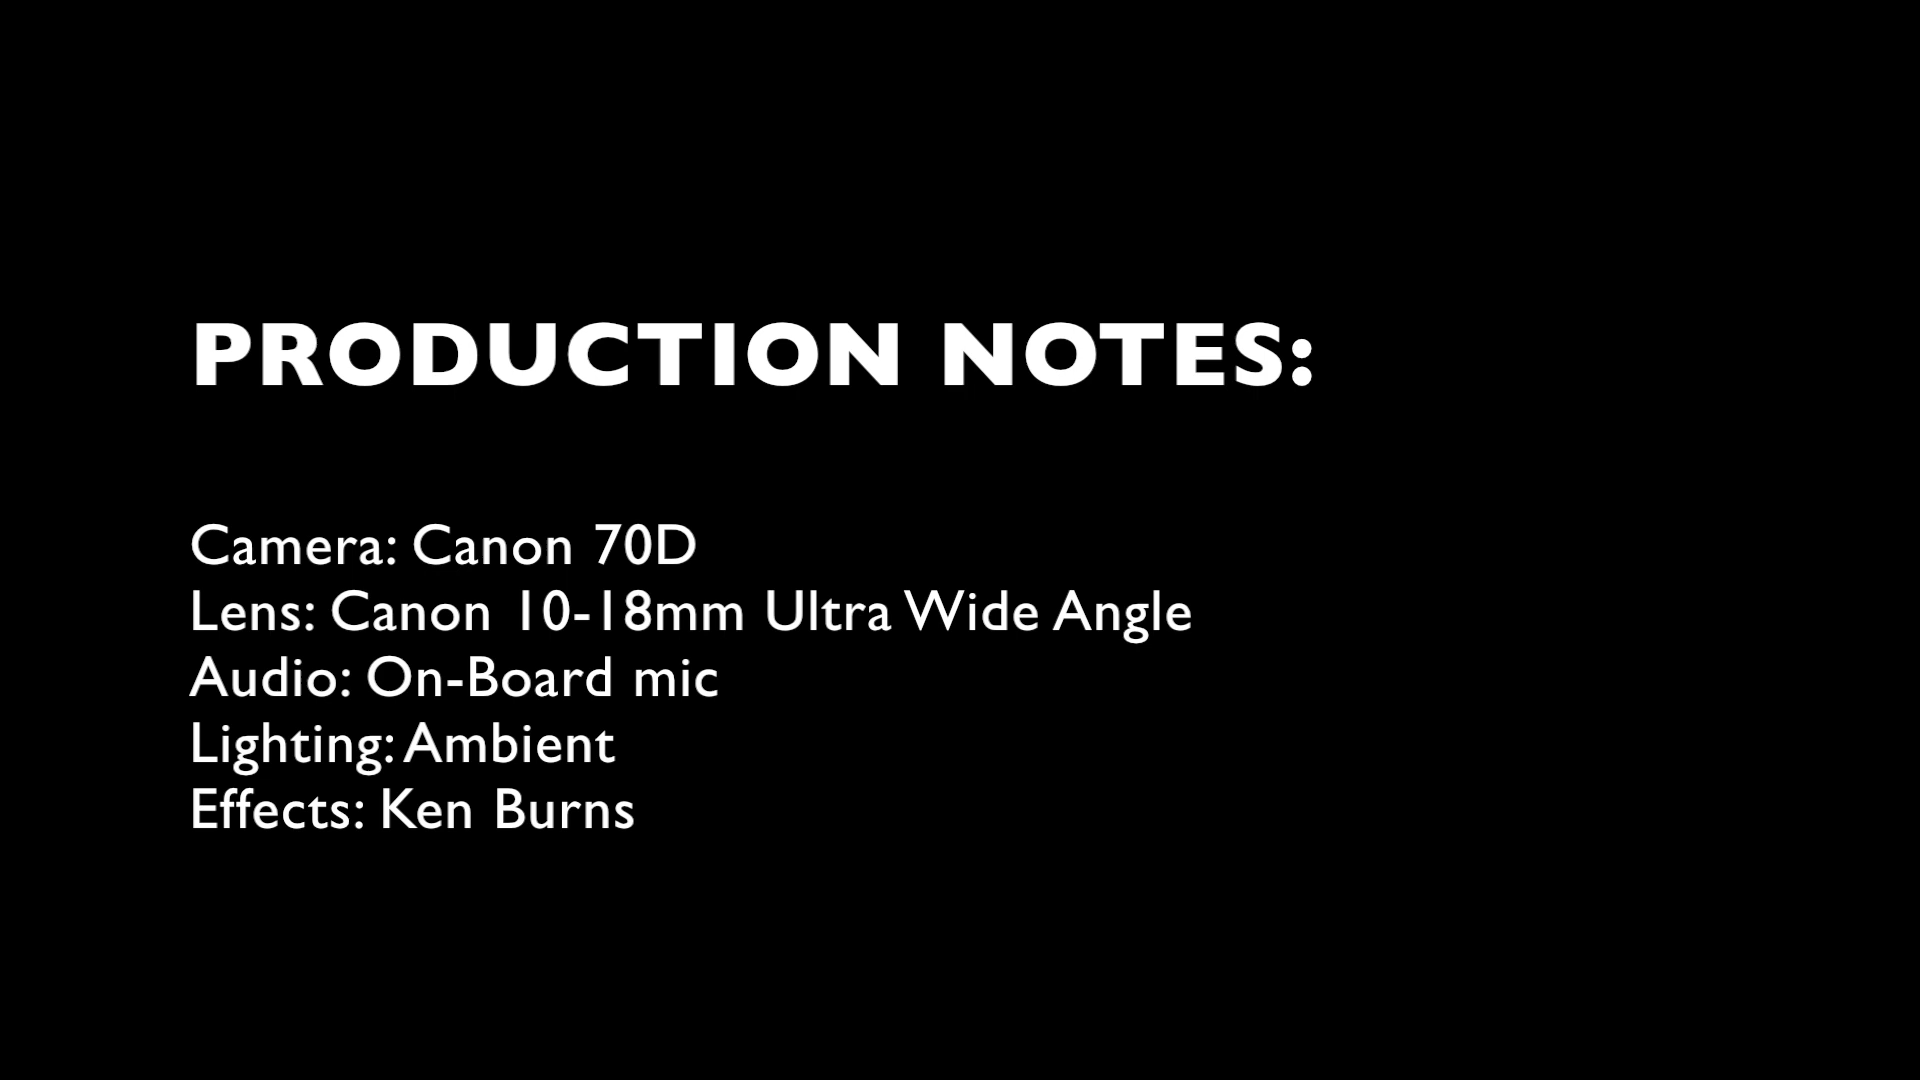 PRODUCTION NOTES:
Camera: Canon 70D
Lens: Canon 10-18mm Ultra Wide Angle
Audio: On-Board mic
Lighting: Ambient
Effects: Ken Burns